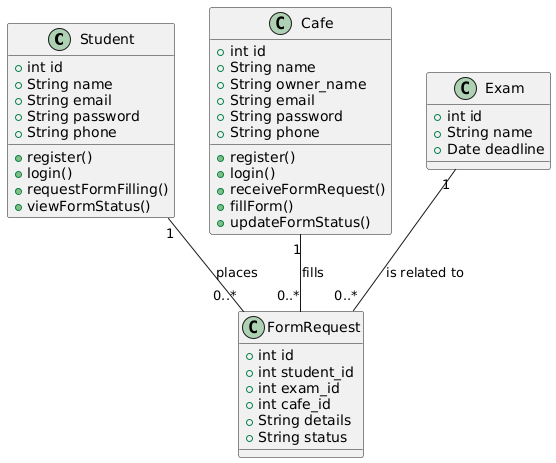 C Student
+ int id
+ String name
+ String email
+ String password
+ String phone
+ register()
+ login()
+ requestFormFilling()
+ viewFormStatus()
C Cafe
+ int id
+ String name
+ String owner_name
+ String email
+ String password
+ String phone
+ register()
+ login()
+ receiveFormRequest()
+ fillForm()
+ updateFormStatus()
C Exam
+ int id
+ String name
+ Date deadline
1
places
0..*
1
fills
0..*
1
is related to
0..*
C FormRequest
+ int id
+ int student_id
+ int exam_id
+ int cafe_id
+ String details
+ String status